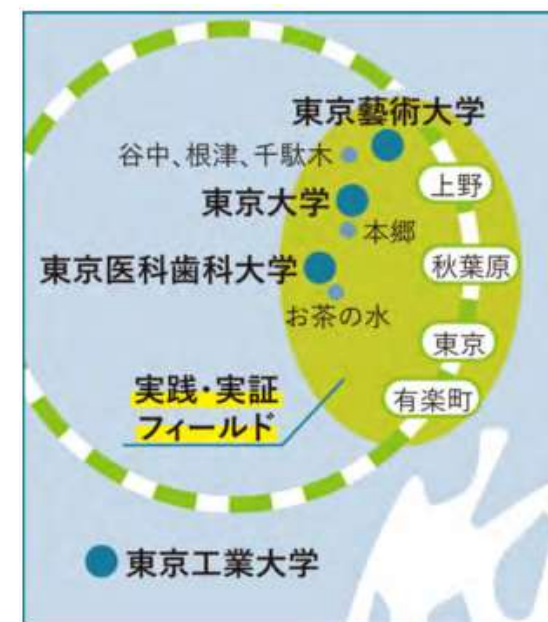 東京藝術大学
谷中、根津、千駄木
上野
東京大学
本郷
東京医科歯科大学
秋葉原
お茶の水
東京
実践・実証
フィールド
有楽町
東京工業大学